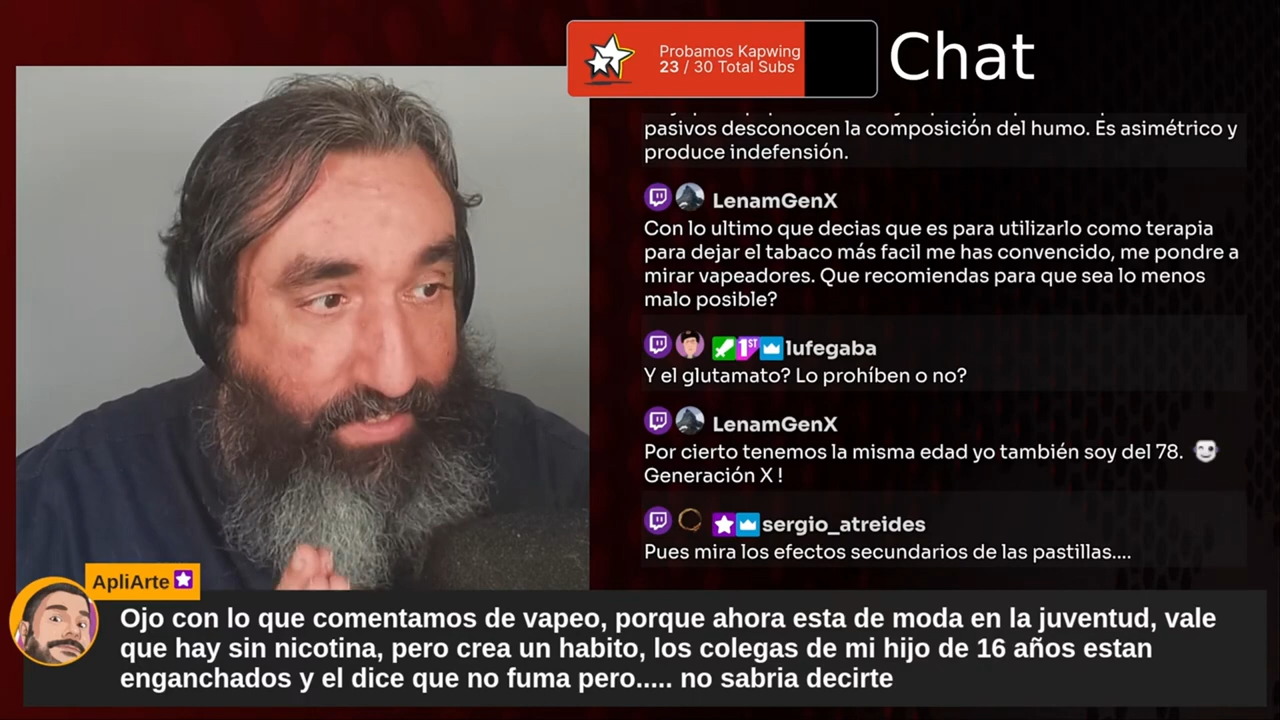 Probamos Kapwing
23 / 30 Total Subs
Chat
pasivos desconocen la composición del humo. Es asimétrico y
produce indefensión.
LenamGenX
Con lo ultimo que decias que es para utilizarlo como terapia
para dejar el tabaco más facil me has convencido, me pondre a
mirar vapeadores. Que recomiendas para que sea lo menos
malo posible?
1ST lufegaba
Y el glutamato? Lo prohíben o no?
LenamGenX
Por cierto tenemos la misma edad yo también soy del 78.
Generación X !
sergio_atreides
Pues mira los efectos secundarios de las pastillas....
ApliArte
Ojo con lo que comentamos de vapeo, porque ahora esta de moda en la juventud, vale
que hay sin nicotina, pero crea un habito, los colegas de mi hijo de 16 años estan
enganchados y el dice que no fuma pero..... no sabria decirte